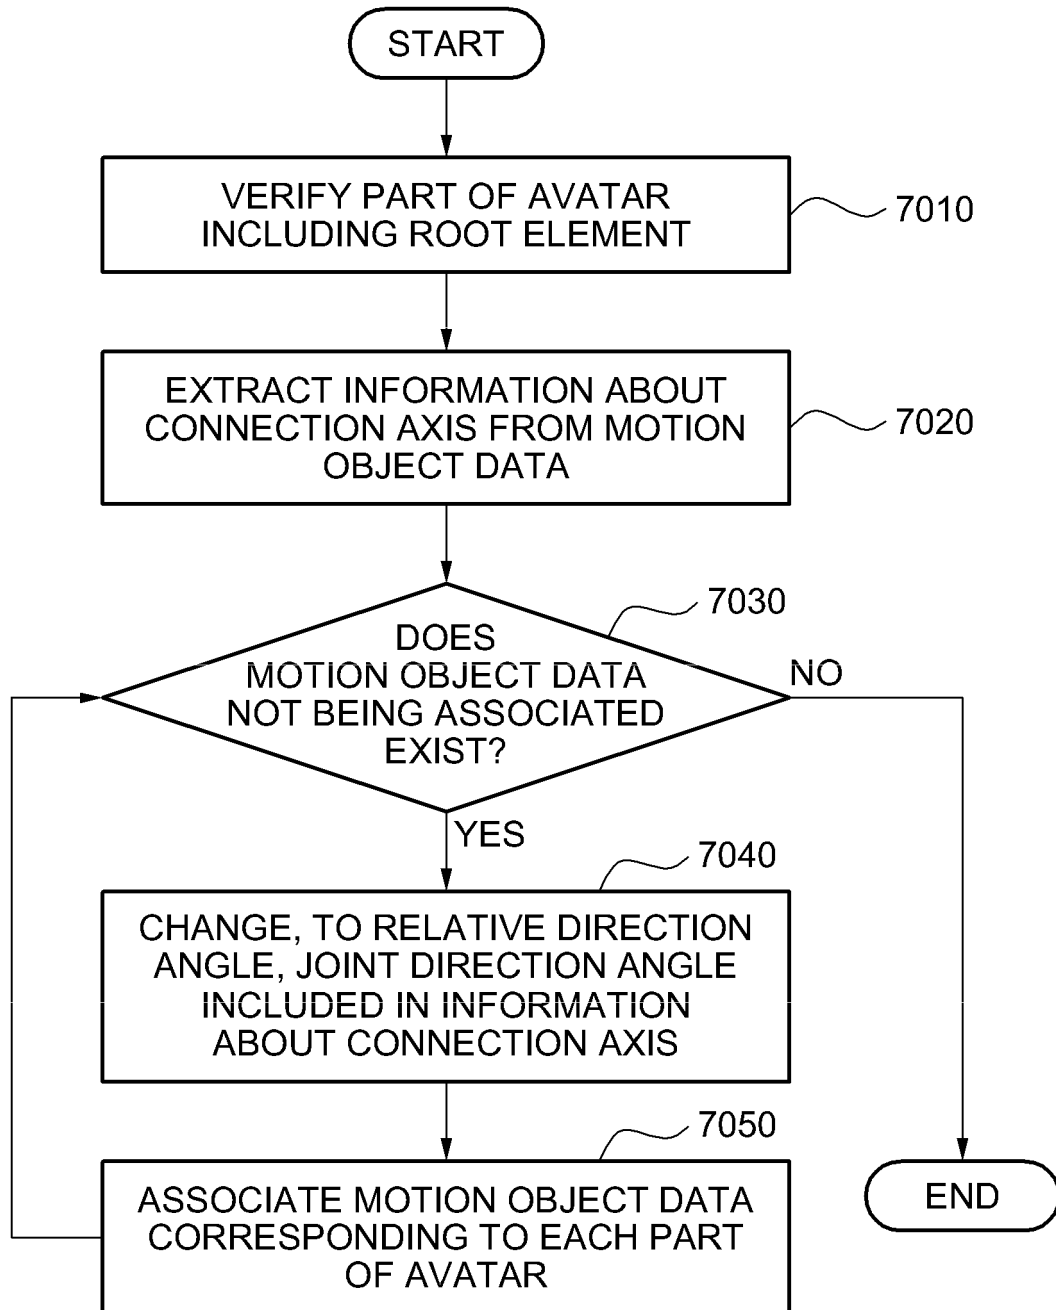 START
VERIFY PART OF AVATAR
INCLUDING ROOT ELEMENT
7010
EXTRACT INFORMATION ABOUT
CONNECTION AXIS FROM MOTION
OBJECT DATA
7020
7030
DOES
MOTION OBJECT DATA
NOT BEING ASSOCIATED
EXIST?
NO
YES
7040
CHANGE, TO RELATIVE DIRECTION
ANGLE, JOINT DIRECTION ANGLE
INCLUDED IN INFORMATION
ABOUT CONNECTION AXIS
7050
ASSOCIATE MOTION OBJECT DATA
CORRESPONDING TO EACH PART
OF AVATAR
END